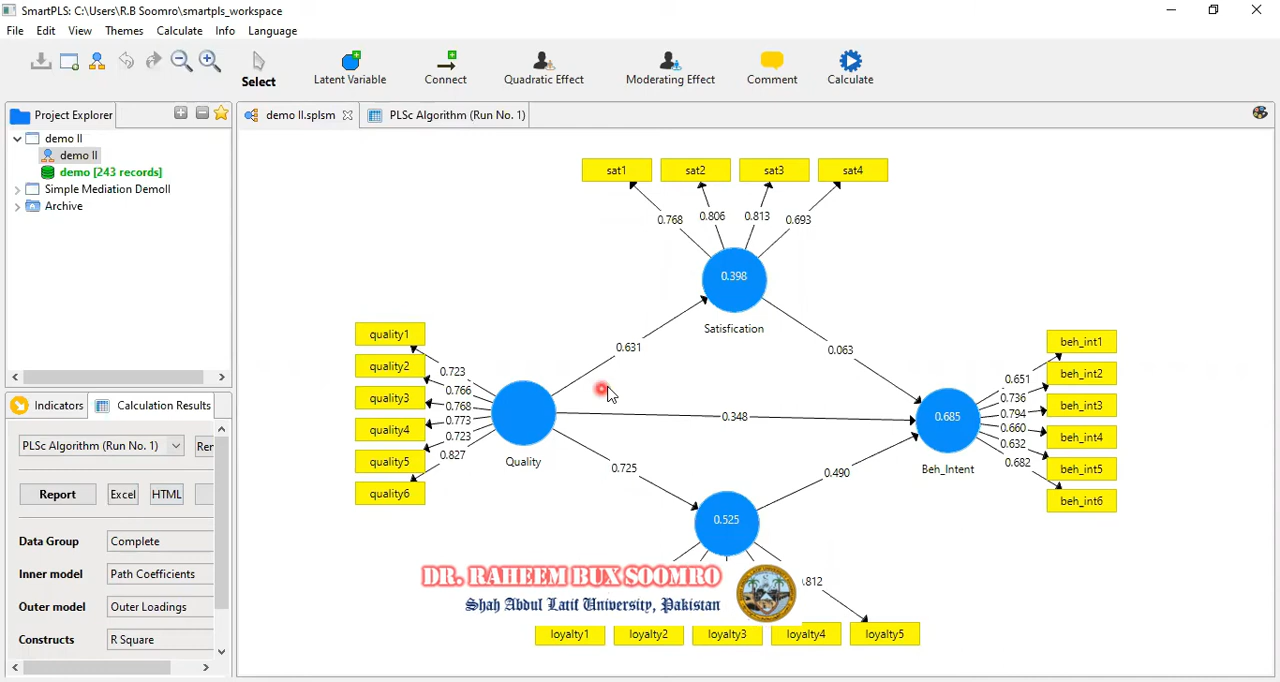 SmartPLS: C:\Users\R.B Soomro\smartpls_workspace
File Edit View Themes Calculate Info Language
Select
Latent Variable
Connect
Quadratic Effect
Moderating Effect
Comment
Calculate
Project Explorer
demo II.splsm
PLSc Algorithm (Run No. 1)
demo II
demo II
demo [243 records]
Simple Mediation DemoII
Archive
sat1 sat2 sat3 sat4
0.768 0.806 0.813 0.693
0.398
Satisfication
quality1
quality2
quality3
quality4
quality5
quality6
0.723
0.766
0.768
0.773
0.723
0.827
Quality
0.631
0.063
0.348
0.725
0.490
0.685
Beh_Intent
0.651
0.736
0.794
0.660
0.632
0.682
beh_int1
beh_int2
beh_int3
beh_int4
beh_int5
beh_int6
0.525
.812
DR. RAHEEM BUX SOOMRO
Shah Abdul Latif University, Pakistan
loyalty1 loyalty2 loyalty3 loyalty4 loyalty5
Indicators
Calculation Results
PLSc Algorithm (Run No. 1)
Rer
Report Excel HTML
Data Group Complete
Inner model Path Coefficients
Outer model Outer Loadings
Constructs R Square